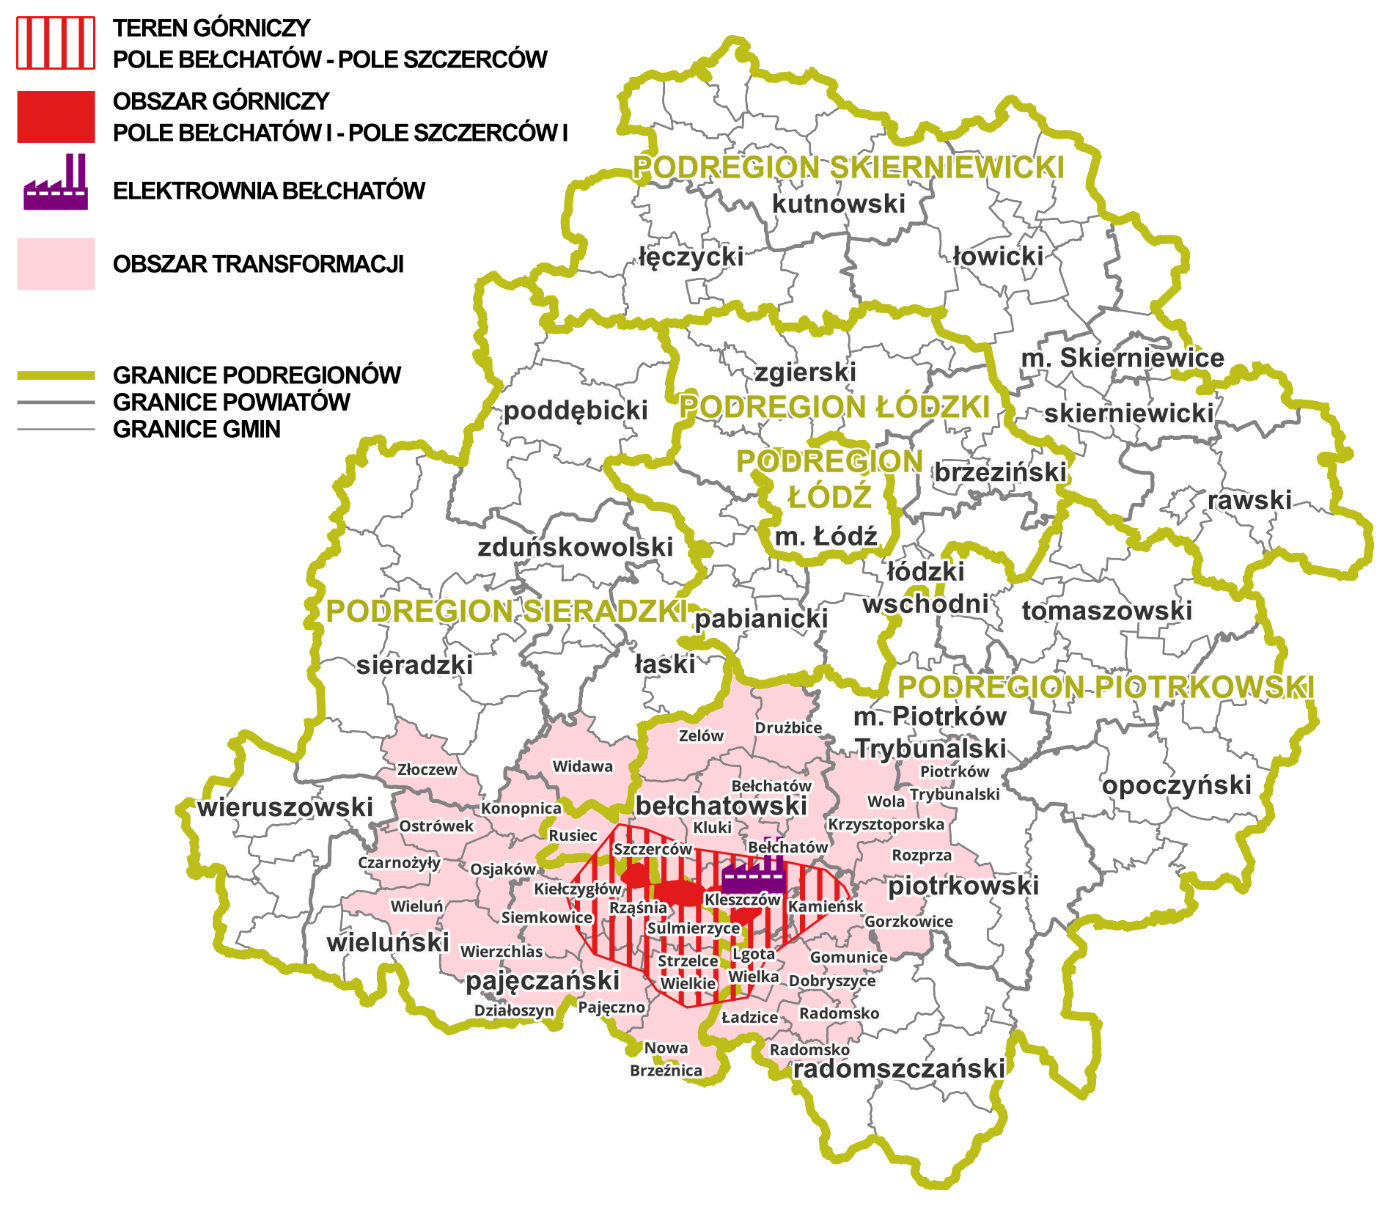 TEREN GÓRNICZY
POLE BEŁCHATÓW - POLE SZCZERCÓW
OBSZAR GÓRNICZY
POLE BEŁCHATÓW I - POLE SZCZERCÓW I
ELEKTROWNIA BEŁCHATÓW
OBSZAR TRANSFORMACJI
GRANICE PODREGIONÓW
GRANICE POWIATÓW
GRANICE GMIN
PODREGION SKIERNIEWICKI
kutnowski
łęczycki
łowicki
m. Skierniewice
zgierski
poddębicki
PODREGION ŁÓDZKI
skierniewicki
PODREGION
ŁÓDŹ
brzeziński
rawski
m. Łódź
zduńskowolski
łódzki
wschodni
PODREGION SIERADZKI
pabianicki
tomaszowski
sieradzki
łaski
PODREGION PIOTRKOWSKI
m. Piotrków
Trybunalski
Zelów
Drużbice
Złoczew
Widawa
Piotrków
Trybunalski
Bełchatów
opoczyński
wieruszowski
Konopnica
bełchatowski
Wola
Krzysztoporska
Ostrówek
Rusiec
Kluki
Szczerców
Bełchatów
Rozprza
Czarnożyły
Osjaków
Kiełczygłów
piotrkowski
Wieluń
Siemkowice
Rząśnia
Kleszczów
Kamieńsk
Gorzkowice
Sulmierzyce
wieluński
Wierzchlas
Strzelce
Wielkie
Lgota
Wielka
Gomunice
pajęczański
Dobryszyce
Działoszyn
Pajęczno
Ładzice
Radomsko
Nowa
Brzeźnica
Radomsko
radomszczański